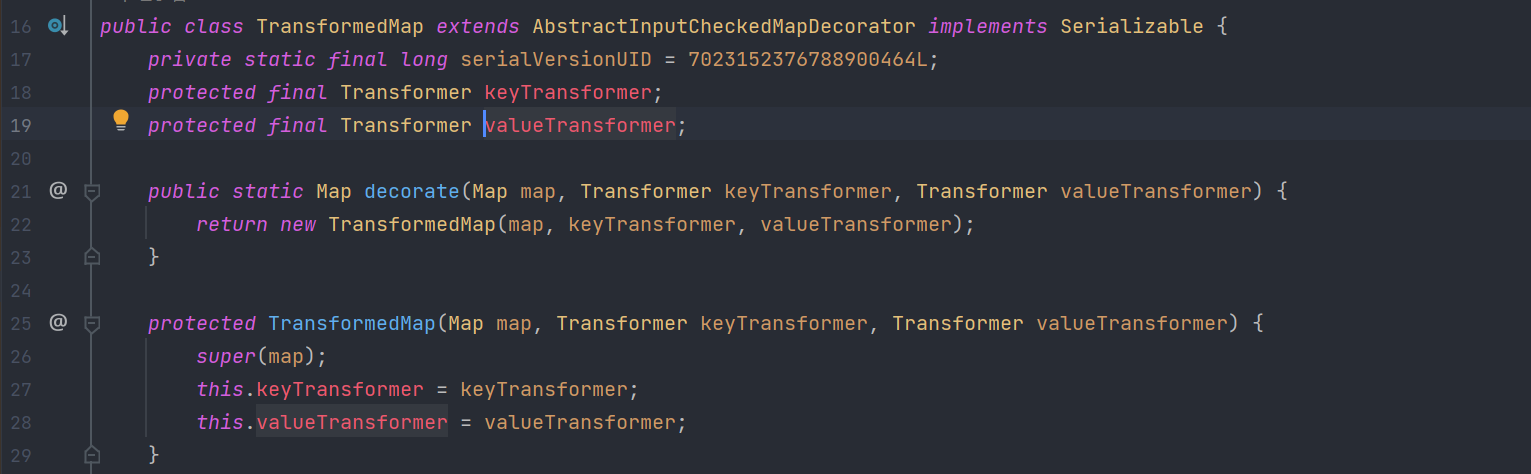 16 public class TransformedMap extends AbstractInputCheckedMapDecorator implements Serializable {
17 private static final long serialVersionUID = 7023152376788900464L;
18 protected final Transformer keyTransformer;
19 protected final Transformer valueTransformer;
20
21 @ public static Map decorate(Map map, Transformer keyTransformer, Transformer valueTransformer) {
22 return new TransformedMap(map, keyTransformer, valueTransformer);
23 }
24
25 @ protected TransformedMap(Map map, Transformer keyTransformer, Transformer valueTransformer) {
26 super(map);
27 this.keyTransformer = keyTransformer;
28 this.valueTransformer = valueTransformer;
29 }